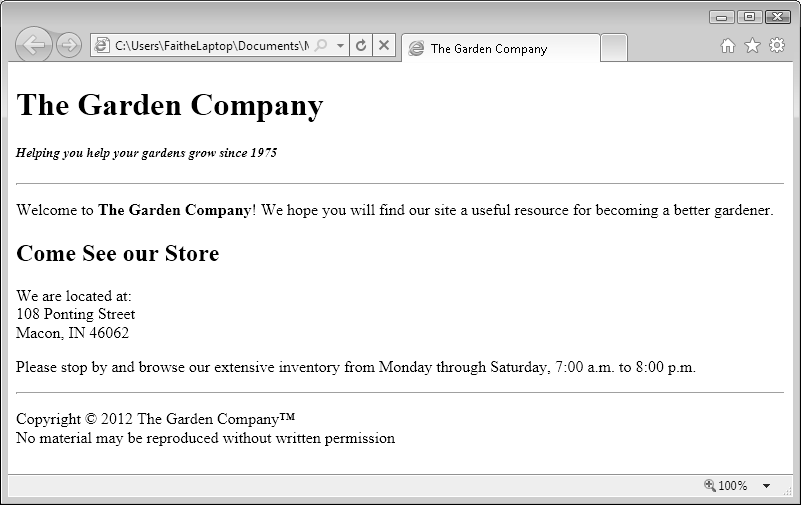 C:\Users\FaitheLaptop\Documents\
The Garden Company
The Garden Company
Helping you help your gardens grow since 1975
Welcome to The Garden Company! We hope you will find our site a useful resource for becoming a better gardener.
Come See our Store
We are located at:
108 Ponting Street
Macon, IN 46062
Please stop by and browse our extensive inventory from Monday through Saturday, 7:00 a.m. to 8:00 p.m.
Copyright © 2012 The Garden Company™
No material may be reproduced without written permission
100%